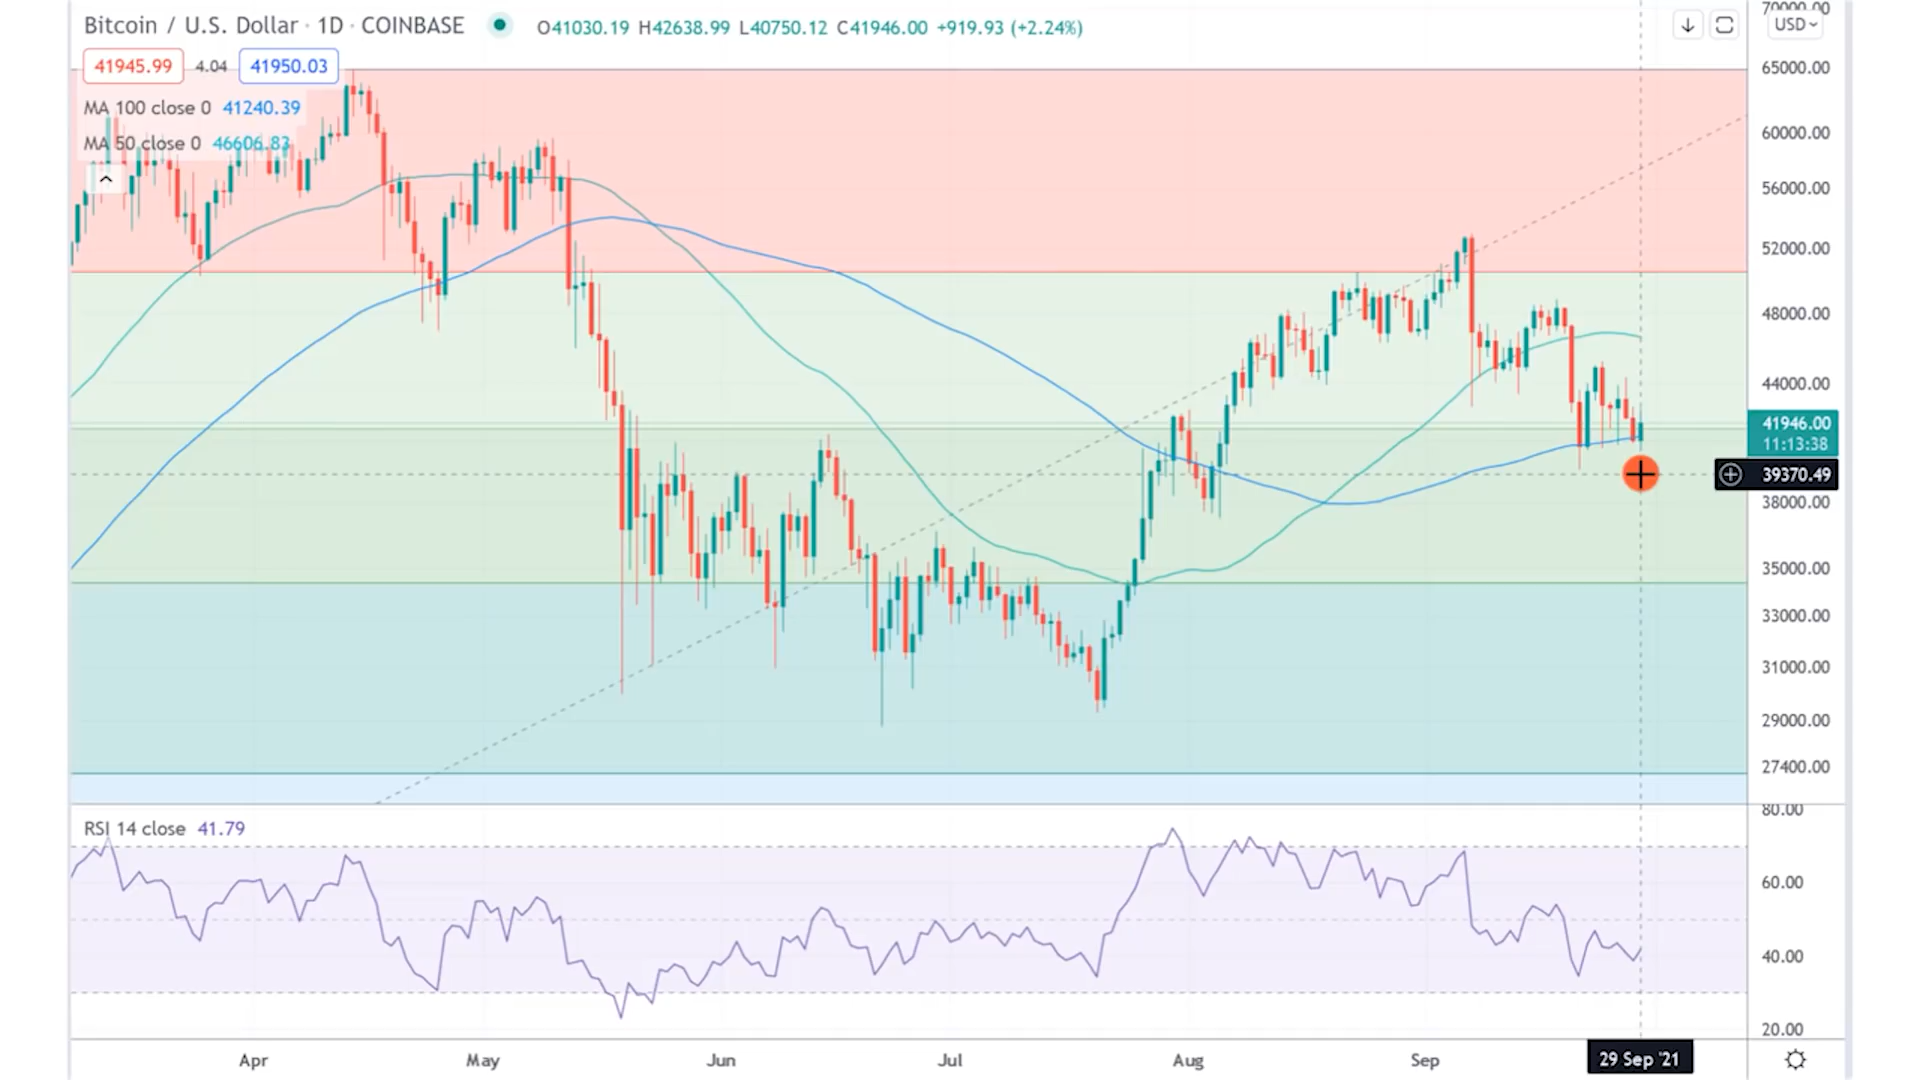 Bitcoin / U.S. Dollar · 1D · COINBASE O41030.19 H42638.99 L40750.12 C41946.00 +919.93 (+2.24%)
41945.99 4.04 41950.03
MA 100 close 0 41240.39
MA 50 close 0 46606.83
70000.00
USD
65000.00
60000.00
56000.00
52000.00
48000.00
44000.00
41946.00
11:13:38
39370.49
38000.00
35000.00
33000.00
31000.00
29000.00
27400.00
RSI 14 close 41.79
80.00
60.00
40.00
20.00
Apr May Jun Jul Aug Sep 29 Sep '21